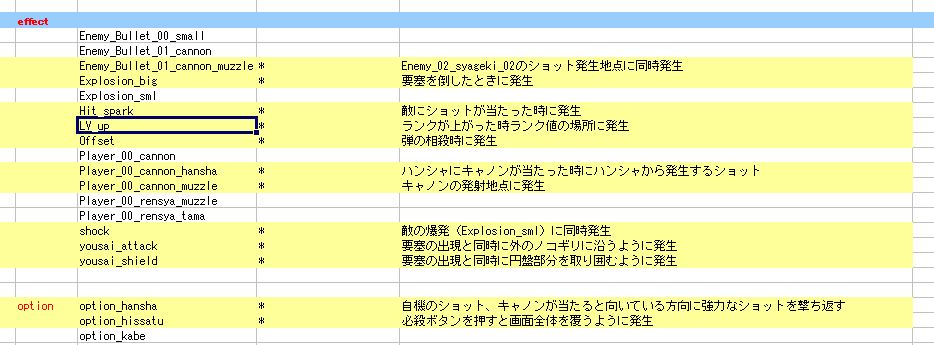 effect
Enemy_Bullet_00_small
Enemy_Bullet_01_cannon
Enemy_Bullet_01_cannon_muzzle * Enemy_02_syageki_02のショット発生地点に同時発生
Explosion_big * 要塞を倒したときに発生
Explosion_sml
Hit_spark * 敵にショットが当たった時に発生
LV_up * ランクが上がった時ランク値の場所に発生
Offset * 弾の相殺時に発生
Player_00_cannon
Player_00_cannon_hansha * ハンシャにキャノンが当たった時にハンシャから発生するショット
Player_00_cannon_muzzle * キャノンの発射地点に発生
Player_00_rensya_muzzle
Player_00_rensya_tama
shock * 敵の爆発（Explosion_sml）に同時発生
yousai_attack * 要塞の出現と同時に外のノコギリに沿うように発生
yousai_shield * 要塞の出現と同時に円盤部分を取り囲むように発生
option option_hansha * 自機のショット、キャノンが当たると向いている方向に強力なショットを撃ち返す
option_hissatu * 必殺ボタンを押すと画面全体を覆うように発生
option_kabe